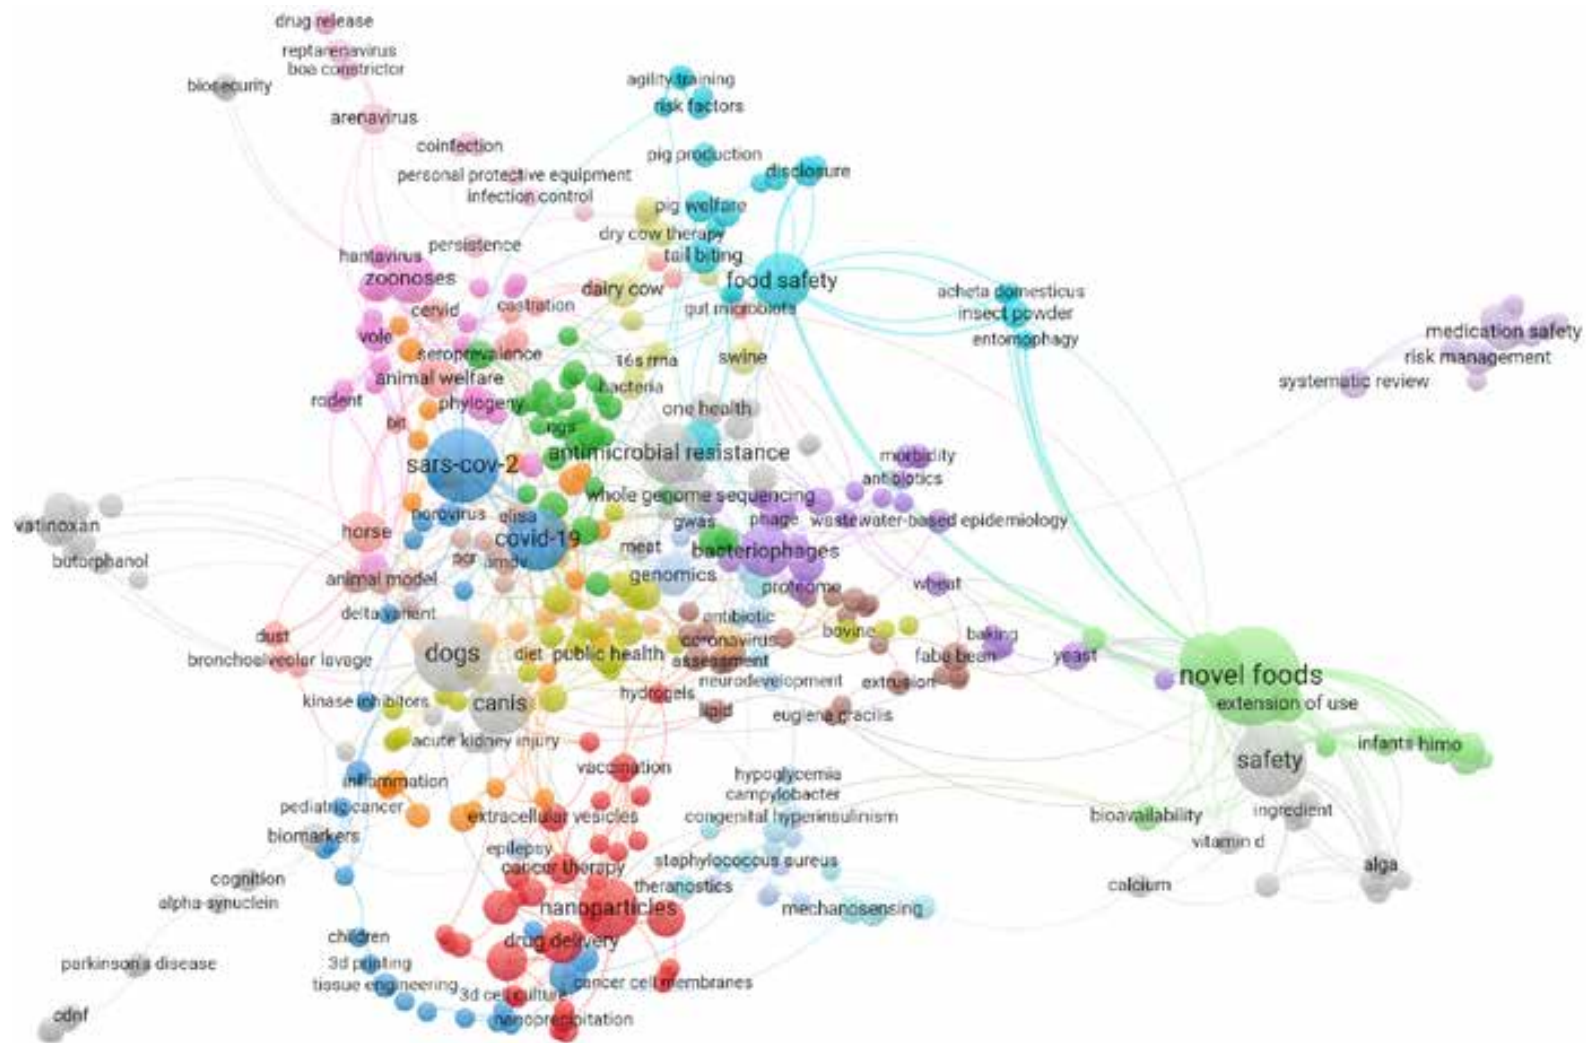 drug release
reptarenavirus
boa constrictor
biosecurity
agility training
risk factors
arenavirus
coinfection
pig production
disclosure
personal protective equipment
infection control
pig welfare
dry cow therapy
persistence
hantavirus
tail biting
zoonoses
food safety
dairy cow
acheta domesticus
castration
cervid
gut microbiota
insect powder
vole
entomophagy
medication safety
seroprevalence
16s rrna
swine
risk management
animal welfare
bacteria
systematic review
rodent
phylogeny
one health
bit
ngs
antimicrobial resistance
morbidity
sars-cov-2
antibiotics
whole genome sequencing
norovirus
elisa
gwas
phage
wastewater-based epidemiology
vatinoxan
horse
covid-19
meat
bacteriophages
butorphanol
pcr
amdv
animal model
genomics
proteome
wheat
delta variant
antibiotic
dust
coronavirus
bovine
baking
bronchoalveolar lavage
dogs
diet
public health
assessment
faba bean
yeast
neurodevelopment
extrusion
novel foods
kinase inhibitors
canis
hydrogels
lipid
euglena gracilis
extension of use
acute kidney injury
infants
hmo
vaccination
hypoglycemia
safety
inflammation
campylobacter
pediatric cancer
extracellular vesicles
congenital hyperinsulinism
bioavailability
ingredient
biomarkers
epilepsy
vitamin d
cancer therapy
staphylococcus aureus
alga
cognition
theranostics
calcium
alpha-synuclein
nanoparticles
mechanosensing
children
drug delivery
parkinson's disease
3d printing
tissue engineering
cancer cell membranes
3d cell culture
cdnf
nanoprecipitation